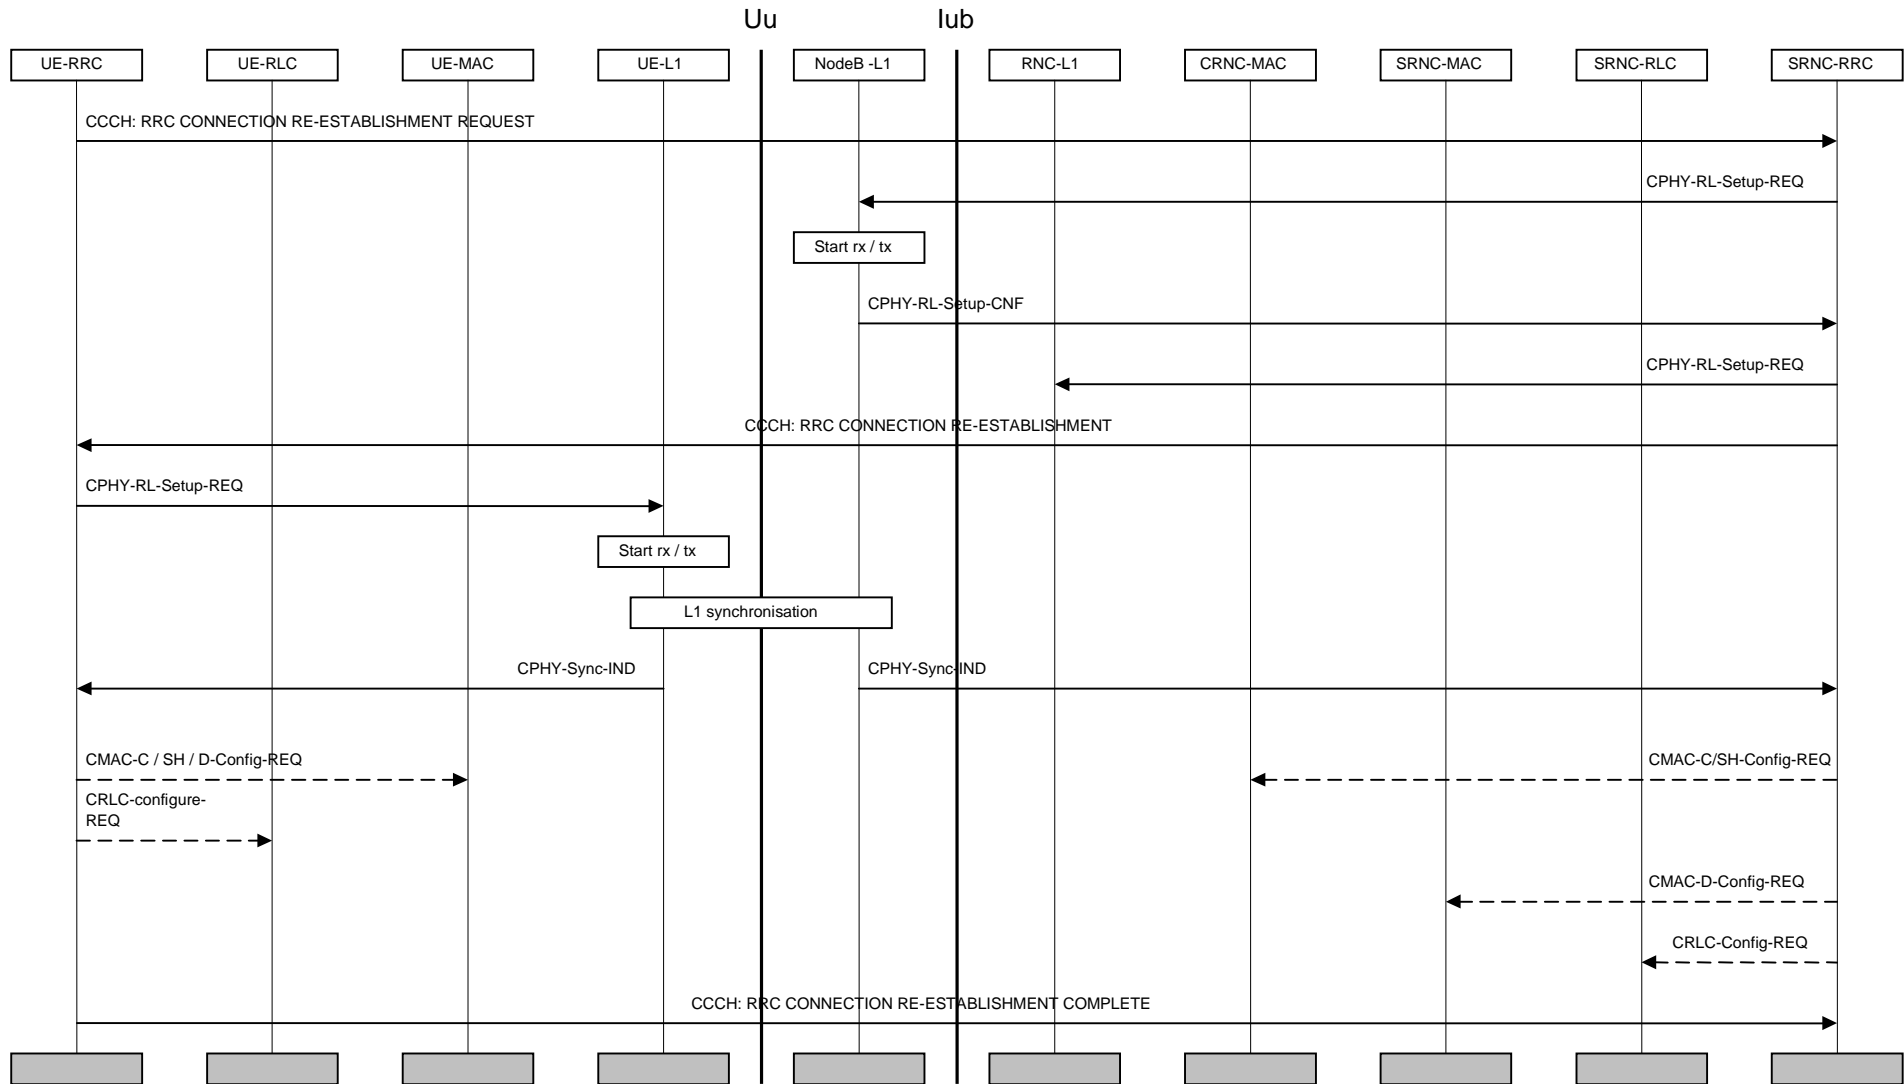 Uu Iub
UE-RRC UE-RLC UE-MAC UE-L1 NodeB -L1 RNC-L1 CRNC-MAC SRNC-MAC SRNC-RLC SRNC-RRC
CCCH: RRC CONNECTION RE-ESTABLISHMENT REQUEST
CPHY-RL-Setup-REQ
Start rx / tx
CPHY-RL-Setup-CNF
CPHY-RL-Setup-REQ
CCCH: RRC CONNECTION RE-ESTABLISHMENT
CPHY-RL-Setup-REQ
Start rx / tx
L1 synchronisation
CPHY-Sync-IND CPHY-Sync-IND
CMAC-C / SH / D-Config-REQ CMAC-C/SH-Config-REQ
CRLC-configure-
REQ
CMAC-D-Config-REQ
CRLC-Config-REQ
CCCH: RRC CONNECTION RE-ESTABLISHMENT COMPLETE